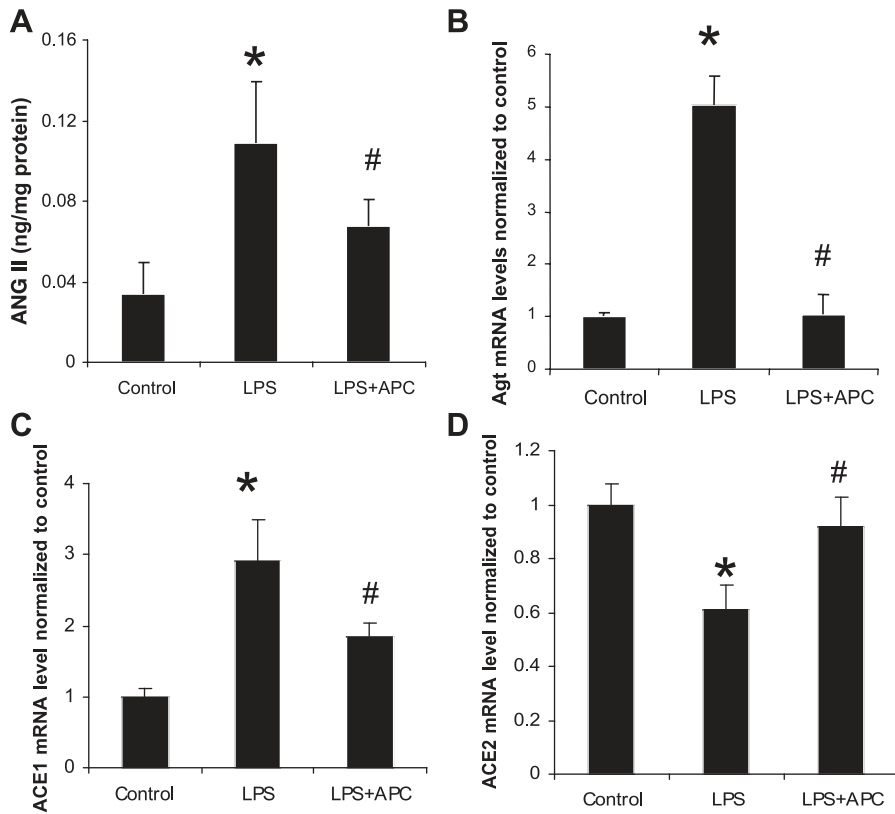 A
ANG II (ng/mg protein)
0.16
0.12
0.08
0.04
0
*
#
Control LPS LPS+APC
B
Agt mRNA levels normalized to control
6
5
4
3
2
1
0
*
#
Control LPS LPS+APC
C
ACE1 mRNA level normalized to control
4
3
2
1
0
*
#
Control LPS LPS+APC
D
ACE2 mRNA level normalized to control
1.2
1
0.8
0.6
0.4
0.2
0
*
#
Control LPS LPS+APC